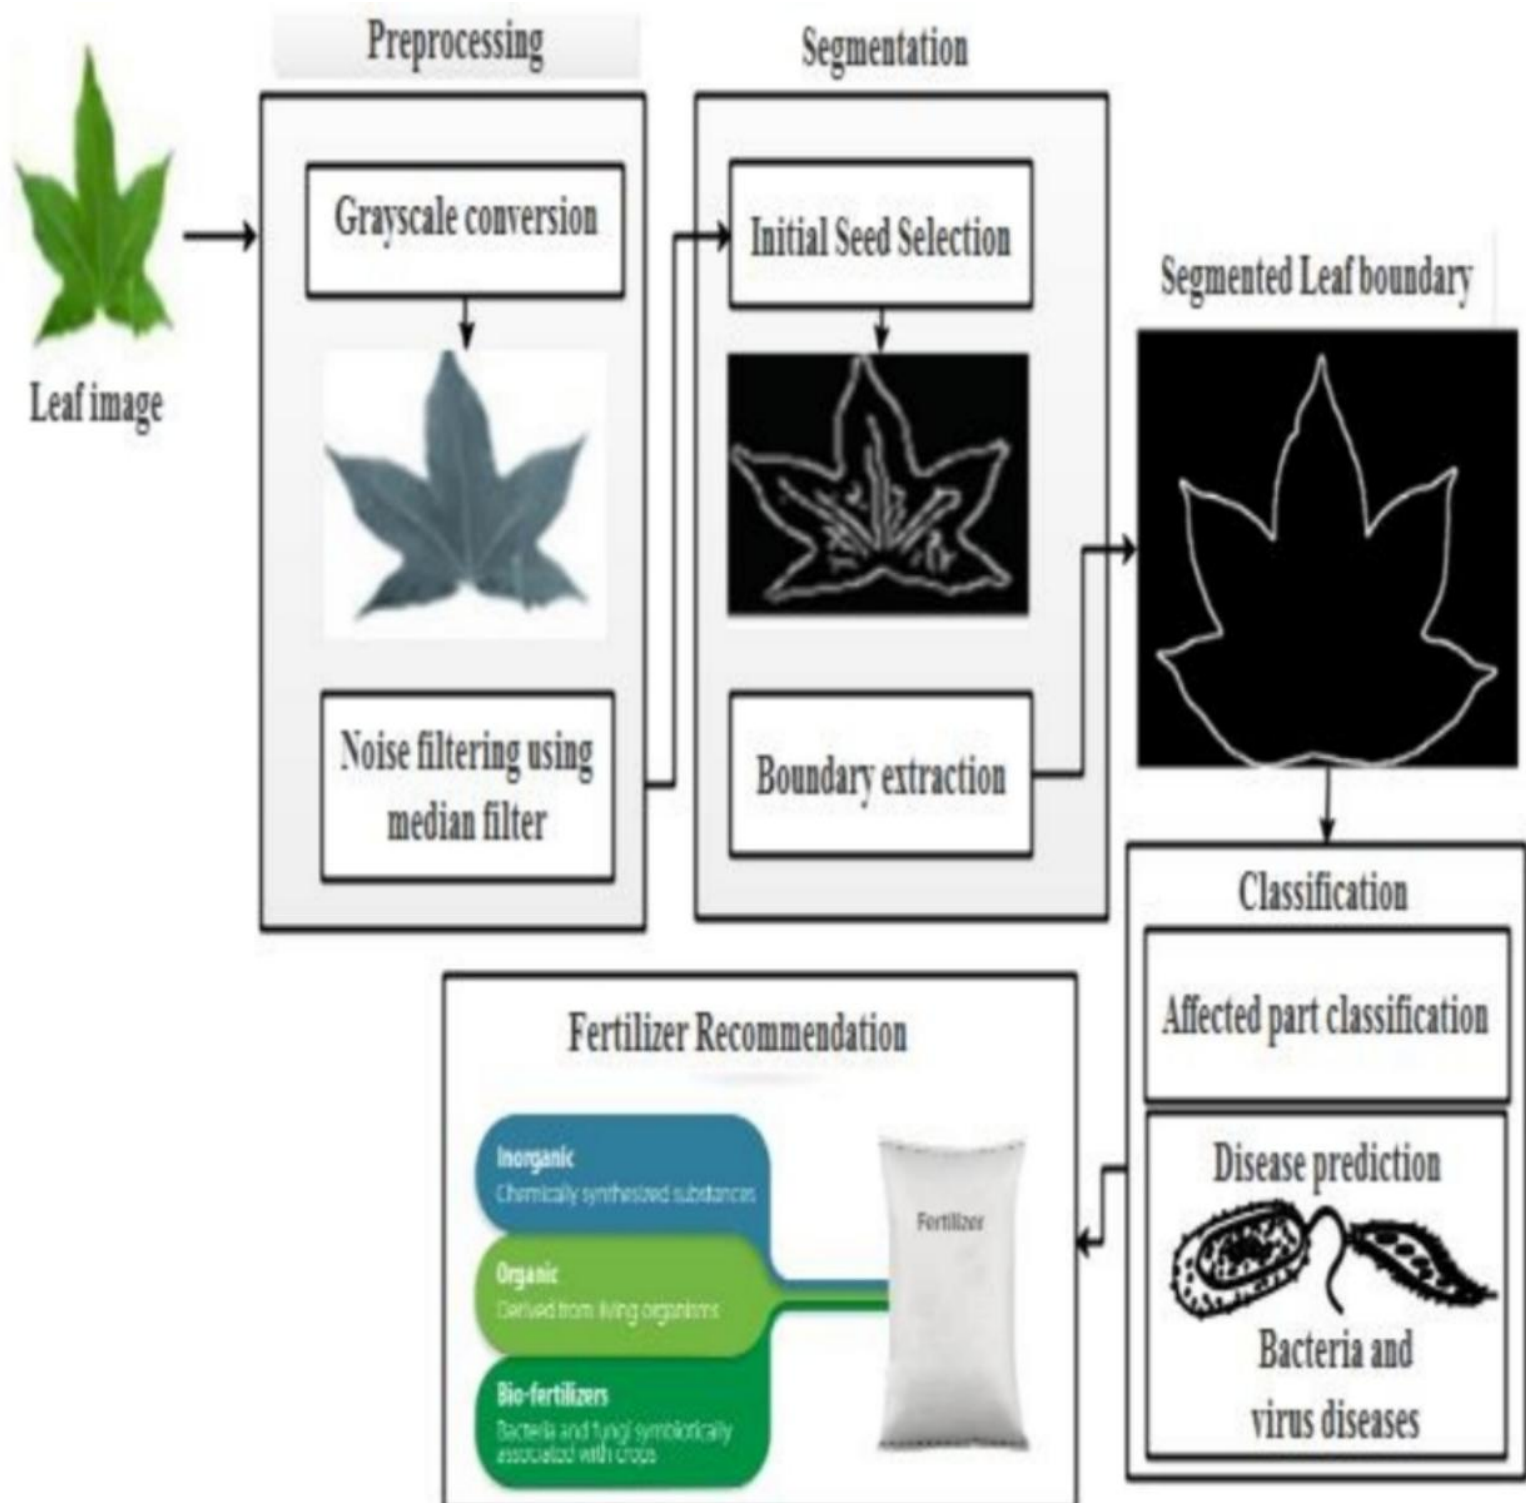 Preprocessing
Segmentation
Grayscale conversion
Initial Seed Selection
Leaf image
Segmented Leaf boundary
Noise filtering using
median filter
Boundary extraction
Classification
Affected part classification
Disease prediction
Bacteria and
virus diseases
Fertilizer Recommendation
Inorganic
Chemically synthesized substances
Organic
Derived from living organisms
Bio-fertilizers
Bacteria and fungi symbiotically
associated with crops
Fertilizer